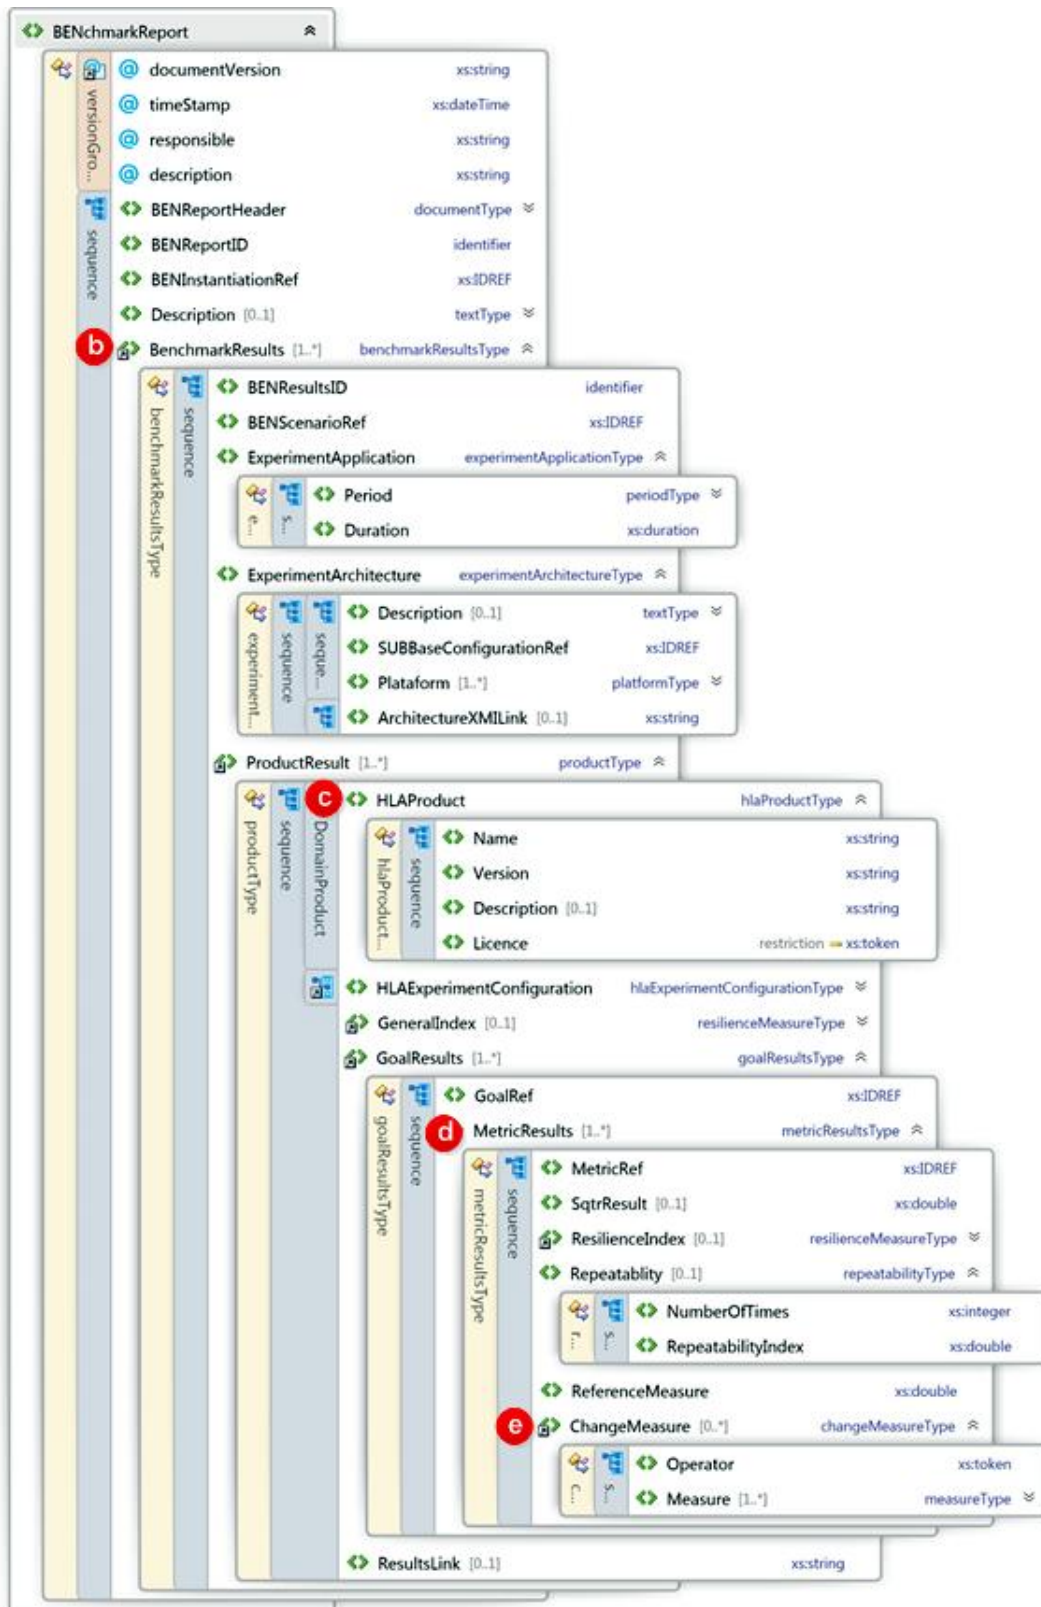 BENchmarkReport
versionGro...
documentVersion xs:string
timeStamp xs:dateTime
responsible xs:string
description xs:string
sequence
BENReportHeader documentType
BENReportID identifier
BENInstantiationRef xs:IDREF
Description [0..1] textType
b BenchmarkResults [1..*] benchmarkResultsType
benchmarkResultsType
sequence
BENResultsID identifier
BENScenarioRef xs:IDREF
ExperimentApplication experimentApplicationType
e...
s...
Period periodType
Duration xs:duration
ExperimentArchitecture experimentArchitectureType
experiment...
sequence
seque...
Description [0..1] textType
SUBBaseConfigurationRef xs:IDREF
Plataform [1..*] platformType
ArchitectureXMILink [0..1] xs:string
ProductResult [1..*] productType
productType
sequence
DomainProduct
c HLAProduct hlaProductType
hlaProduct...
sequence
Name xs:string
Version xs:string
Description [0..1] xs:string
Licence restriction xs:token
HLAExperimentConfiguration hlaExperimentConfigurationType
GeneralIndex [0..1] resilienceMeasureType
GoalResults [1..*] goalResultsType
goalResultsType
sequence
GoalRef xs:IDREF
d MetricResults [1..*] metricResultsType
metricResultsType
sequence
MetricRef xs:IDREF
SqtrResult [0..1] xs:double
ResilienceIndex [0..1] resilienceMeasureType
Repeatablity [0..1] repeatabilityType
r...
s...
NumberOfTimes xs:integer
RepeatabilityIndex xs:double
ReferenceMeasure xs:double
e ChangeMeasure [0..*] changeMeasureType
c...
s...
Operator xs:token
Measure [1..*] measureType
ResultsLink [0..1] xs:string